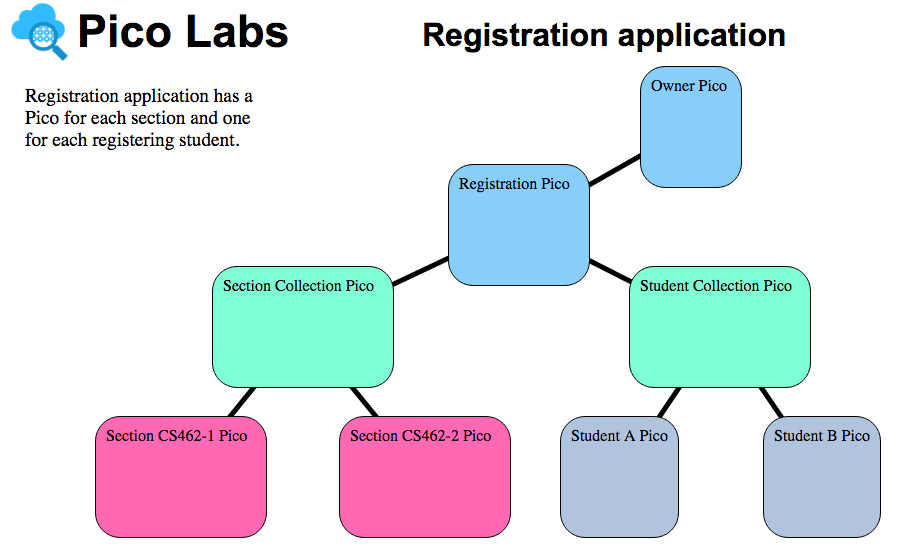 Pico Labs
Registration application
Registration application has a
Pico for each section and one
for each registering student.
Owner Pico
Registration Pico
Section Collection Pico
Student Collection Pico
Section CS462-1 Pico
Section CS462-2 Pico
Student A Pico
Student B Pico